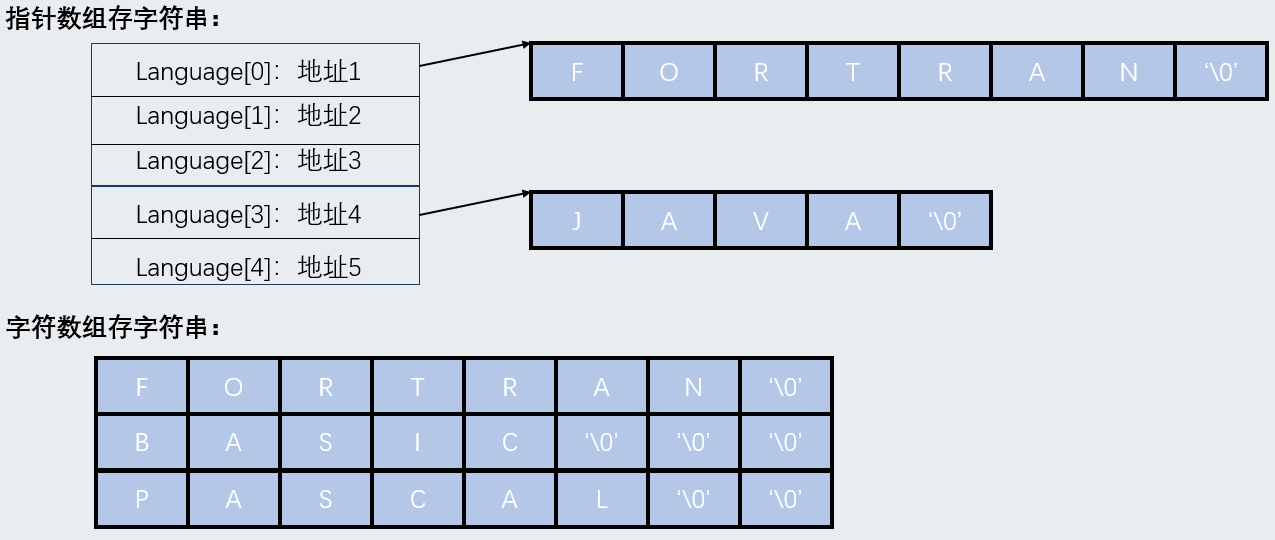 指针数组存字符串：
Language[0]：地址1
F O R T R A N ‘\0’
Language[1]：地址2
Language[2]：地址3
Language[3]：地址4
J A V A ‘\0’
Language[4]：地址5
字符数组存字符串：
F O R T R A N ‘\0’
B A S I C ‘\0’ ‘\0’ ‘\0’
P A S C A L ‘\0’ ‘\0’